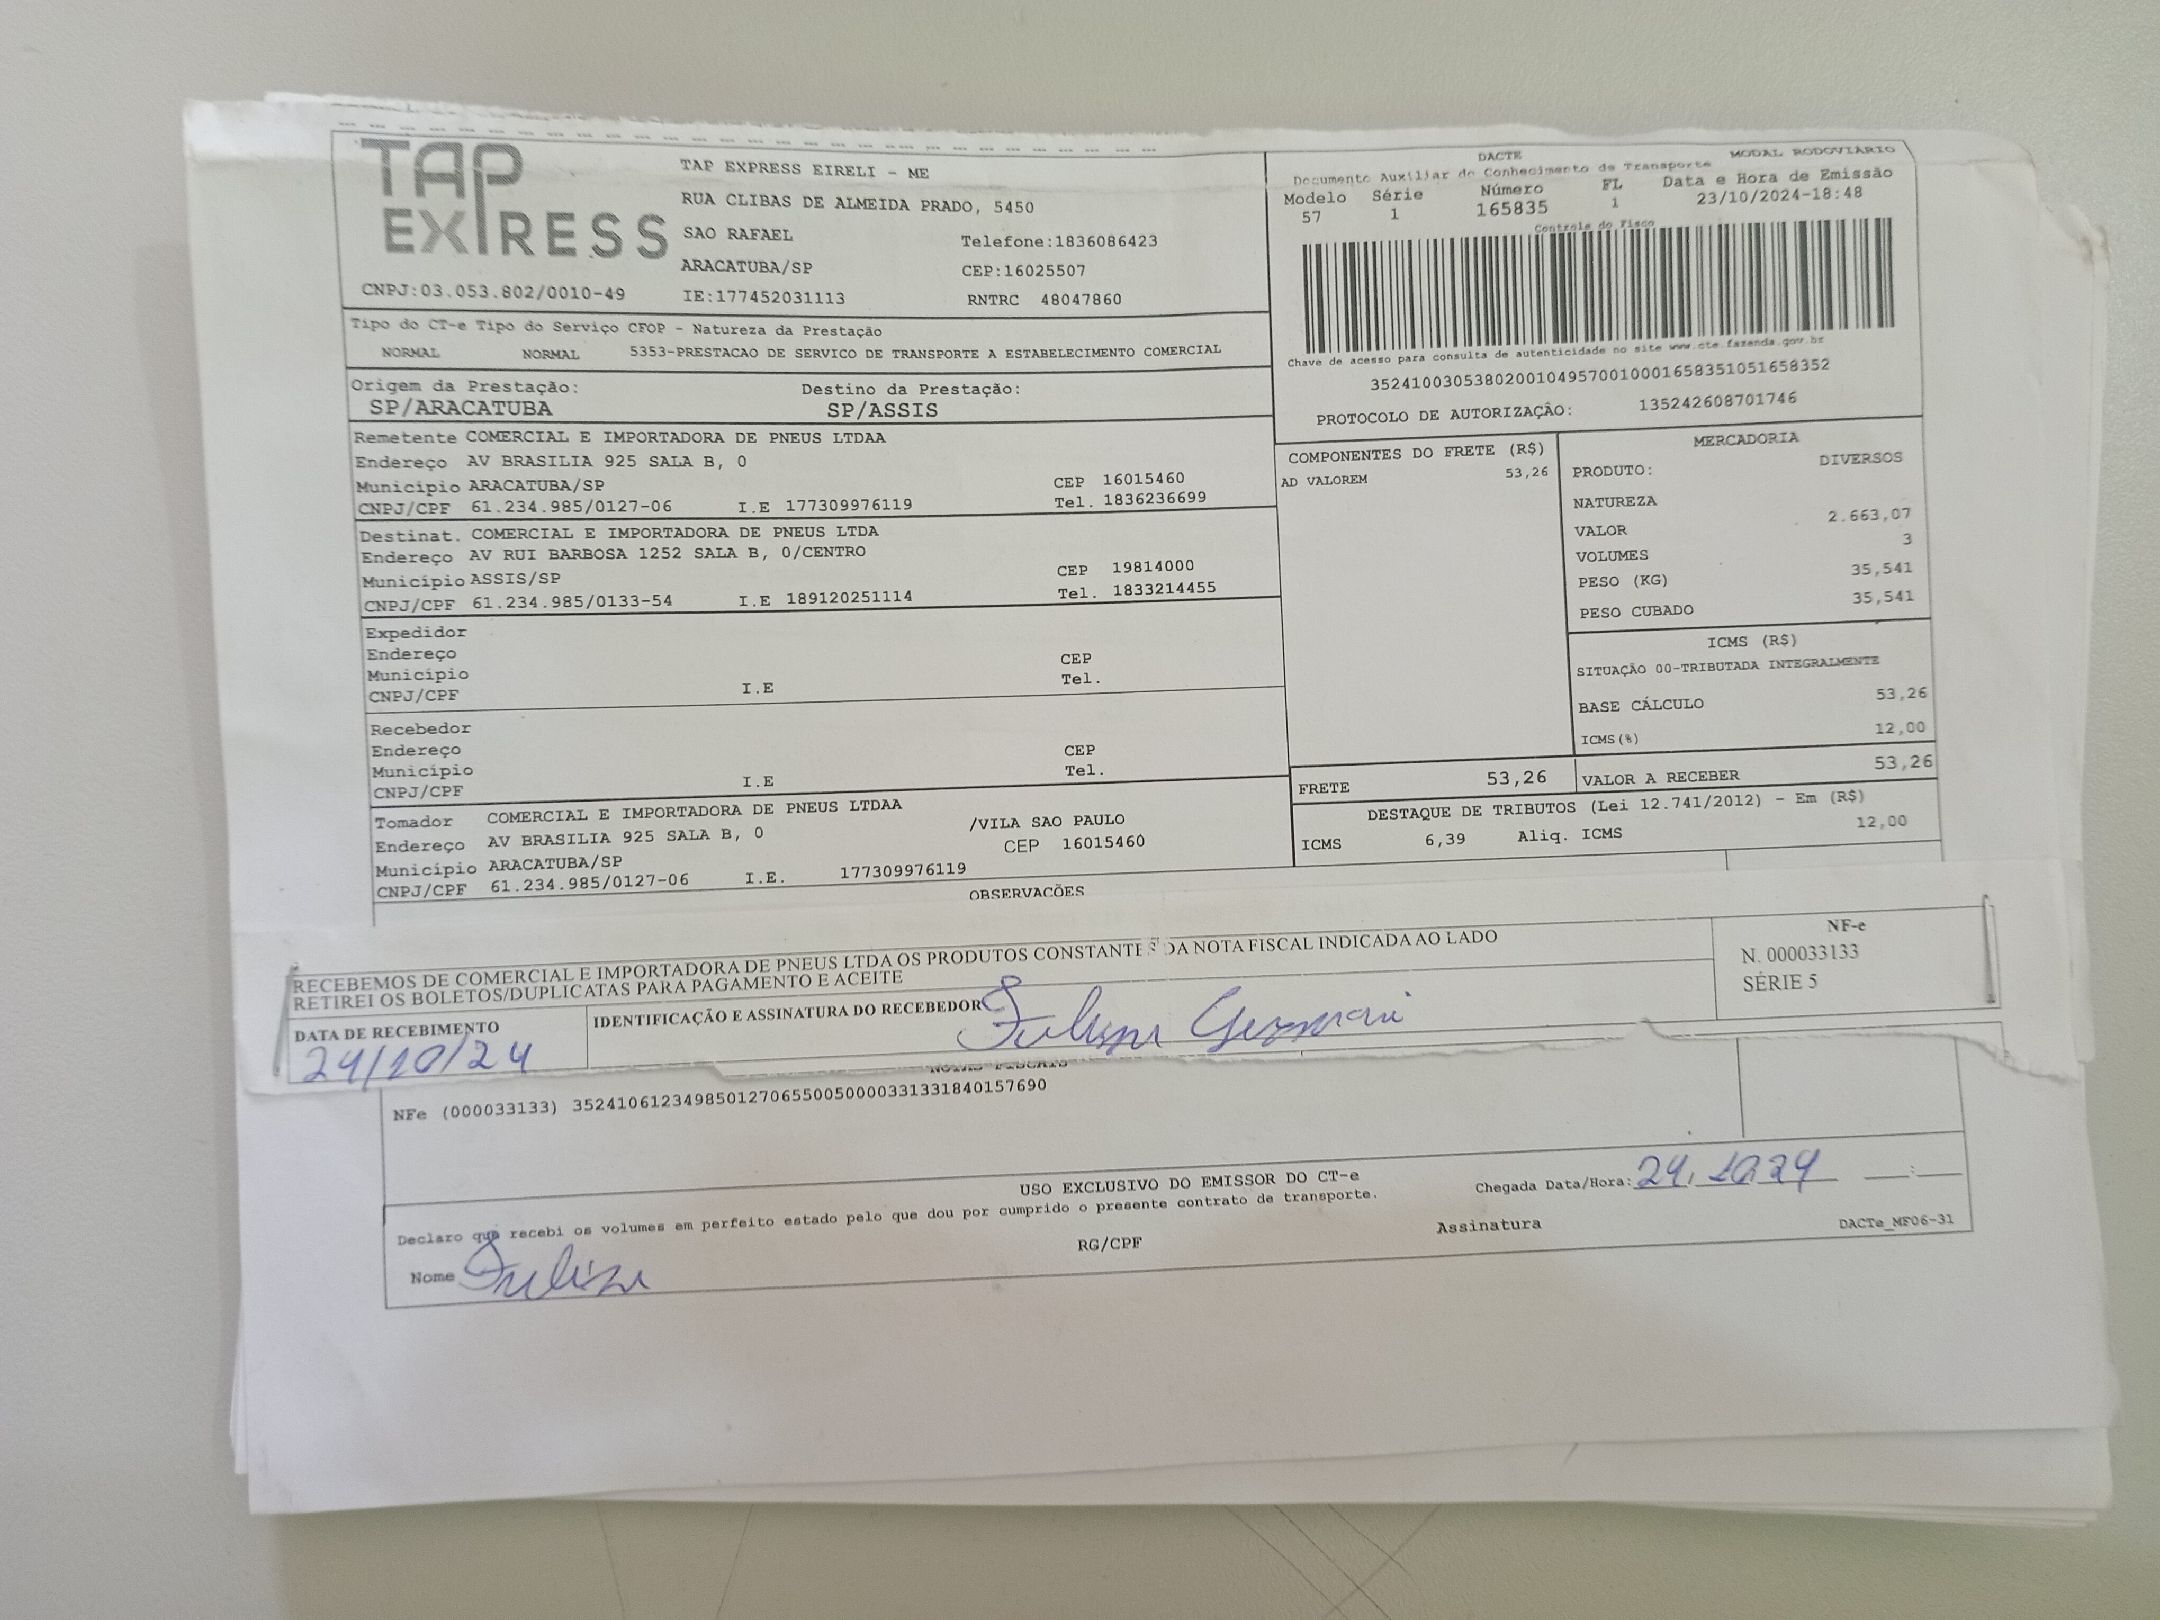 TAP
EXPRESS
TAP EXPRESS EIRELI - ME
RUA CLIBAS DE ALMEIDA PRADO, 5450
SAO RAFAEL
Telefone:1836086423
ARACATUBA/SP
CEP:16025507
CNPJ:03.053.802/0010-49
IE:177452031113
RNTRC 48047860
DACTE
MODAL RODOVIÁRIO
Documento Auxiliar do Conhecimento de Transporte
Modelo Série Número FL Data e Hora de Emissão
57 1 165835 1 23/10/2024-18:48
Controle do Fisco
Chave de acesso para consulta de autenticidade no site www.cte.fazenda.gov.br
35241003053802001049570010001658351051658352
PROTOCOLO DE AUTORIZAÇÃO: 135242608701746
Tipo do CT-e Tipo do Serviço CFOP - Natureza da Prestação
NORMAL NORMAL 5353-PRESTACAO DE SERVICO DE TRANSPORTE A ESTABELECIMENTO COMERCIAL
Origem da Prestação: Destino da Prestação:
SP/ARACATUBA SP/ASSIS
Remetente COMERCIAL E IMPORTADORA DE PNEUS LTDAA
Endereço AV BRASILIA 925 SALA B, 0
Município ARACATUBA/SP CEP 16015460
CNPJ/CPF 61.234.985/0127-06 I.E 177309976119 Tel. 1836236699
Destinat. COMERCIAL E IMPORTADORA DE PNEUS LTDA
Endereço AV RUI BARBOSA 1252 SALA B, 0/CENTRO
Município ASSIS/SP CEP 19814000
CNPJ/CPF 61.234.985/0133-54 I.E 189120251114 Tel. 1833214455
Expedidor
Endereço
Município CEP
CNPJ/CPF I.E Tel.
Recebedor
Endereço
Município CEP
CNPJ/CPF I.E Tel.
Tomador COMERCIAL E IMPORTADORA DE PNEUS LTDAA
Endereço AV BRASILIA 925 SALA B, 0 /VILA SAO PAULO
Município ARACATUBA/SP CEP 16015460
CNPJ/CPF 61.234.985/0127-06 I.E. 177309976119
COMPONENTES DO FRETE (R$)
AD VALOREM 53,26
MERCADORIA
PRODUTO: DIVERSOS
NATUREZA
VALOR 2.663,07
VOLUMES 3
PESO (KG) 35,541
PESO CUBADO 35,541
ICMS (R$)
SITUAÇÃO 00-TRIBUTADA INTEGRALMENTE
BASE CÁLCULO 53,26
ICMS(%) 12,00
FRETE 53,26 VALOR A RECEBER 53,26
DESTAQUE DE TRIBUTOS (Lei 12.741/2012) - Em (R$)
ICMS 6,39 Aliq. ICMS 12,00
OBSERVACÕES
RECEBEMOS DE COMERCIAL E IMPORTADORA DE PNEUS LTDA OS PRODUTOS CONSTANTES DA NOTA FISCAL INDICADA AO LADO
RETIREI OS BOLETOS/DUPLICATAS PARA PAGAMENTO E ACEITE
NF-e
N. 000033133
SÉRIE 5
DATA DE RECEBIMENTO
24/10/24
IDENTIFICAÇÃO E ASSINATURA DO RECEBEDOR
NOTAS FISCAIS
NFe (000033133) 35241061234985012706550050000331331840157690
USO EXCLUSIVO DO EMISSOR DO CT-e
Declaro que recebi os volumes em perfeito estado pelo que dou por cumprido o presente contrato de transporte.
Chegada Data/Hora: 24.10.24 __:__
Nome
RG/CPF
Assinatura
DACTe_MF06-31